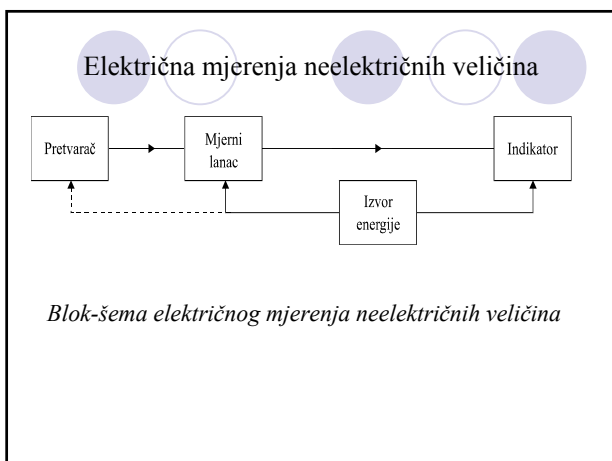 Električna mjerenja neelektričnih veličina
Pretvarač
Mjerni
lanac
Indikator
Izvor
energije
Blok-šema električnog mjerenja neelektričnih veličina